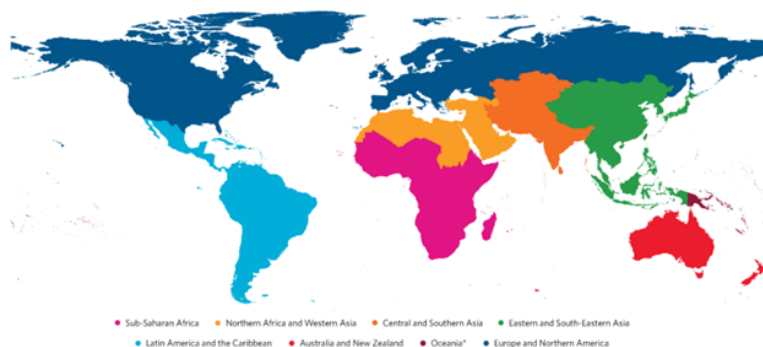 Sub-Saharan Africa Northern Africa and Western Asia Central and Southern Asia Eastern and South-Eastern Asia
Latin America and the Caribbean Australia and New Zealand Oceania* Europe and Northern America